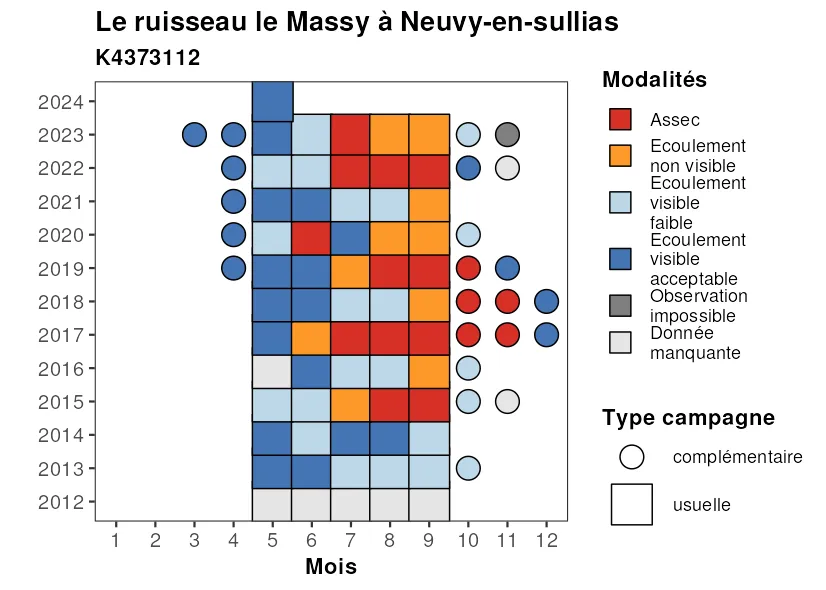 Le ruisseau le Massy à Neuvy-en-sullias
K4373112
2024
2023
2022
2021
2020
2019
2018
2017
2016
2015
2014
2013
2012
1 2 3 4 5 6 7 8 9 10 11 12
Mois
Modalités
Assec
Ecoulement
non visible
Ecoulement
visible
faible
Ecoulement
visible
acceptable
Observation
impossible
Donnée
manquante
Type campagne
complémentaire
usuelle